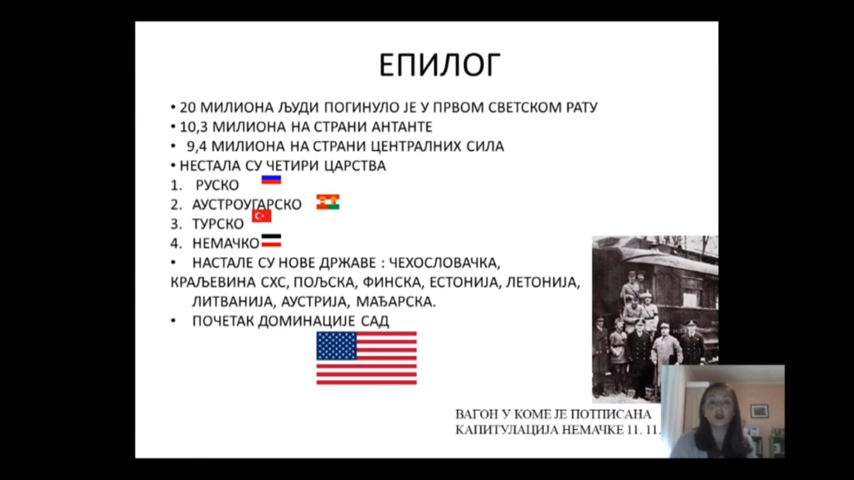 ЕПИЛОГ
• 20 МИЛИОНА ЉУДИ ПОГИНУЛО ЈЕ У ПРВОМ СВЕТСКОМ РАТУ
• 10,3 МИЛИОНА НА СТРАНИ АНТАНТЕ
• 9,4 МИЛИОНА НА СТРАНИ ЦЕНТРАЛНИХ СИЛА
• НЕСТАЛА СУ ЧЕТИРИ ЦАРСТВА
1. РУСКО
2. АУСТРОУГАРСКО
3. ТУРСКО
4. НЕМАЧКО
• НАСТАЛЕ СУ НОВЕ ДРЖАВЕ : ЧЕХОСЛОВАЧКА,
КРАЉЕВИНА СХС, ПОЉСКА, ФИНСКА, ЕСТОНИЈА, ЛЕТОНИЈА,
ЛИТВАНИЈА, АУСТРИЈА, МАЂАРСКА.
• ПОЧЕТАК ДОМИНАЦИЈЕ САД
ВАГОН У КОМЕ ЈЕ ПОТПИСАНА
КАПИТУЛАЦИЈА НЕМАЧКЕ 11. 11.